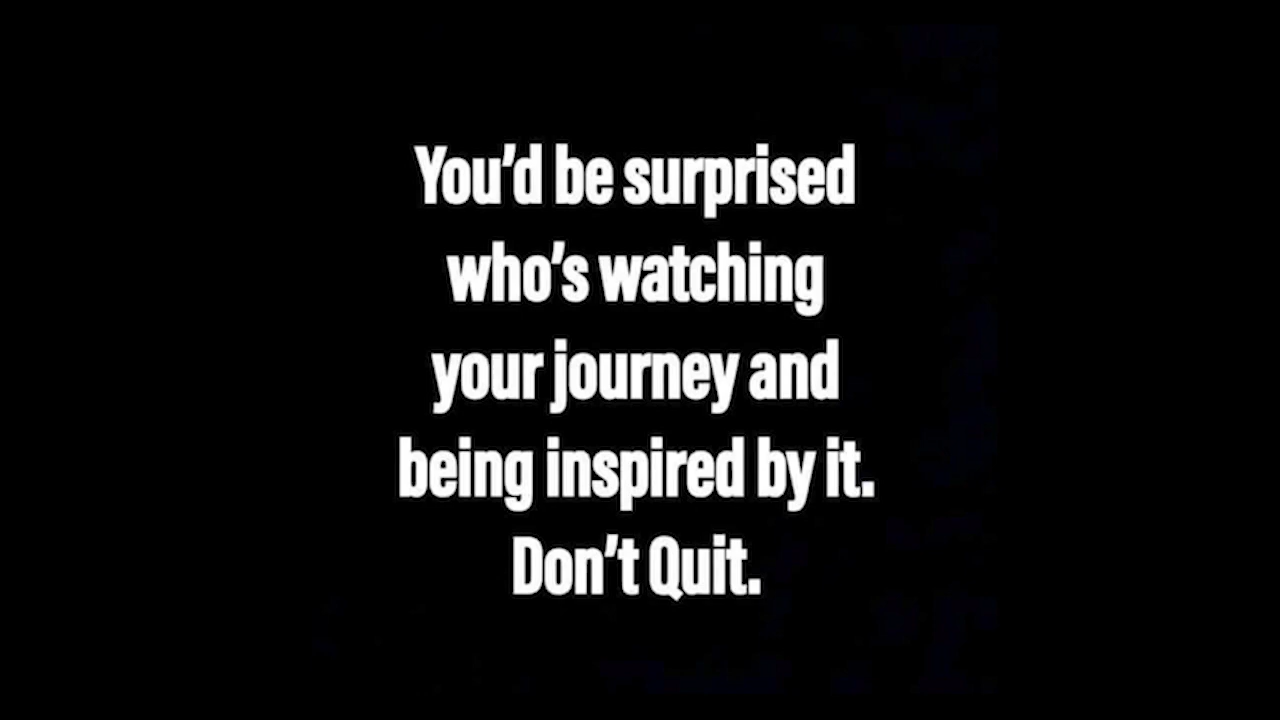 You’d be surprised
who’s watching
your journey and
being inspired by it.
Don’t Quit.